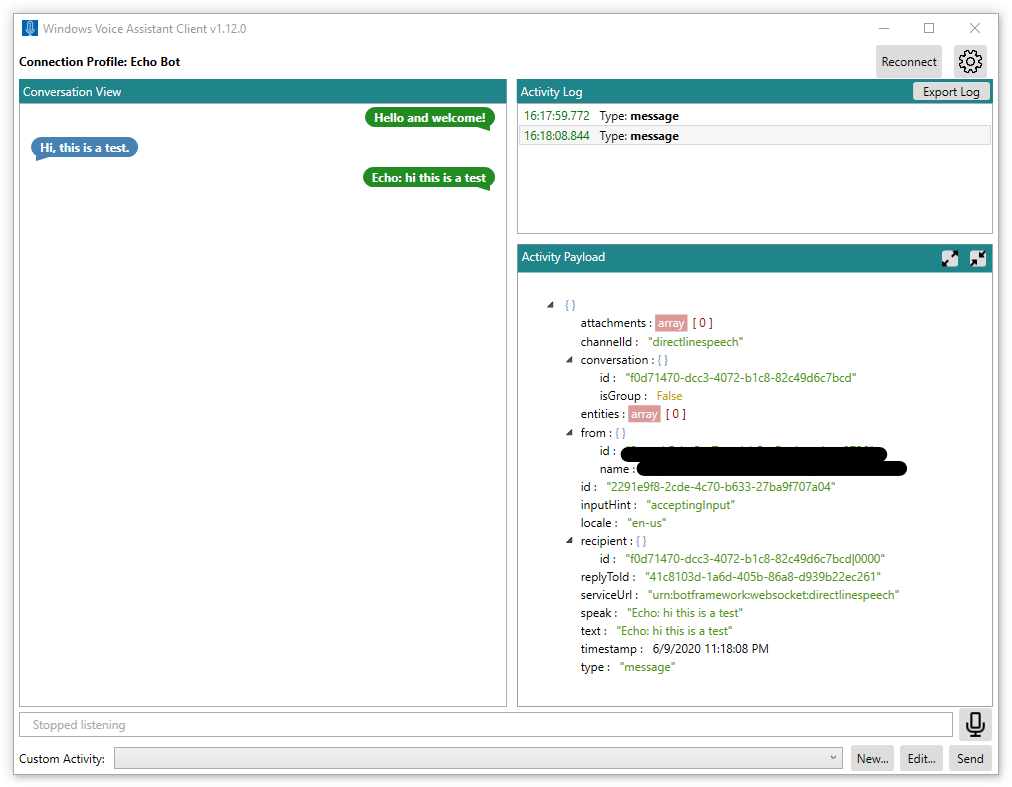 Windows Voice Assistant Client v1.12.0
Connection Profile: Echo Bot
Reconnect
Conversation View
Hello and welcome!
Hi, this is a test.
Echo: hi this is a test
Activity Log
Export Log
16:17:59.772 Type: message
16:18:08.844 Type: message
Activity Payload
{ }
attachments : array [ 0 ]
channelId : "directlinespeech"
conversation : { }
id : "f0d71470-dcc3-4072-b1c8-82c49d6c7bcd"
isGroup : False
entities : array [ 0 ]
from : { }
id :
name :
id : "2291e9f8-2cde-4c70-b633-27ba9f707a04"
inputHint : "acceptingInput"
locale : "en-us"
recipient : { }
id : "f0d71470-dcc3-4072-b1c8-82c49d6c7bcd|0000"
replyToId : "41c8103d-1a6d-405b-86a8-d939b22ec261"
serviceUrl : "urn:botframework:websocket:directlinespeech"
speak : "Echo: hi this is a test"
text : "Echo: hi this is a test"
timestamp : 6/9/2020 11:18:08 PM
type : "message"
Stopped listening
Custom Activity:
New...
Edit...
Send